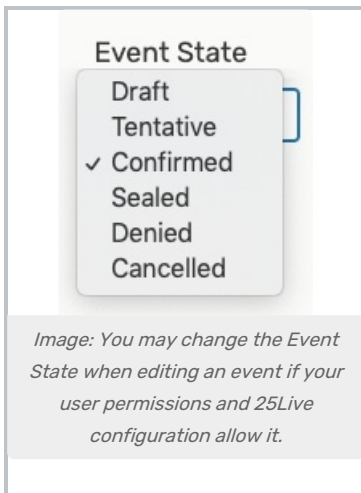 Event State
Draft
Tentative
✓ Confirmed
Sealed
Denied
Cancelled
Image: You may change the Event
State when editing an event if your
user permissions and 25Live
configuration allow it.